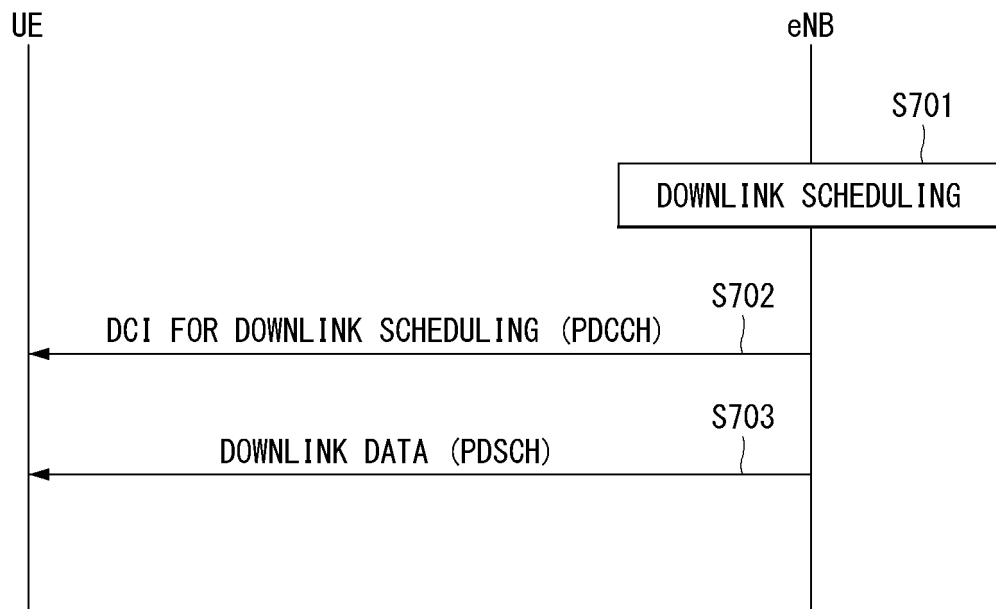 UE
eNB
S701
DOWNLINK SCHEDULING
S702
DCI FOR DOWNLINK SCHEDULING (PDCCH)
S703
DOWNLINK DATA (PDSCH)